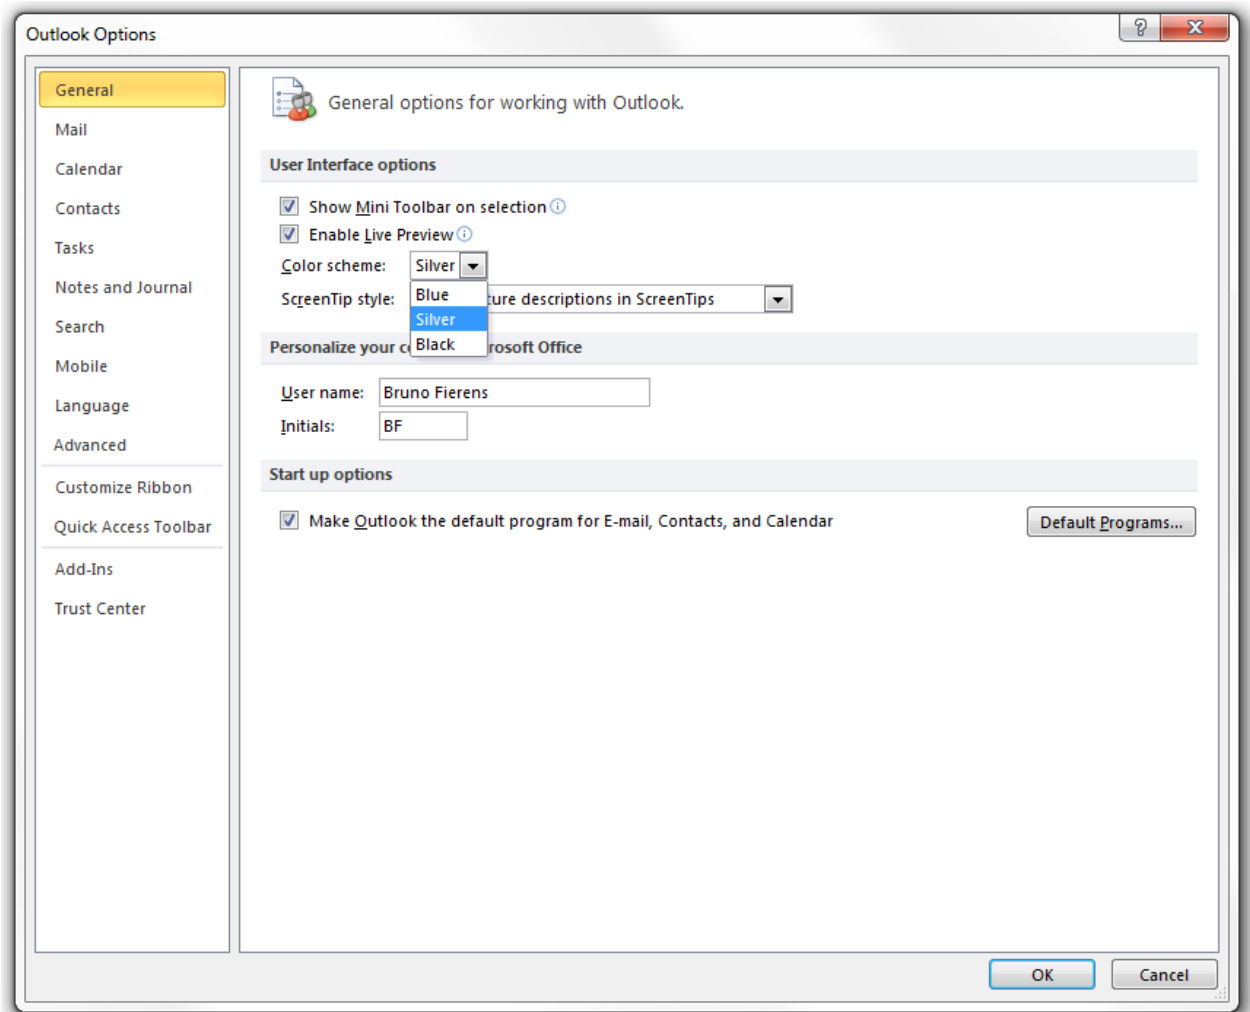 Outlook Options
General
Mail
Calendar
Contacts
Tasks
Notes and Journal
Search
Mobile
Language
Advanced
Customize Ribbon
Quick Access Toolbar
Add-Ins
Trust Center
General options for working with Outlook.
User Interface options
Show Mini Toolbar on selection
Enable Live Preview
Color scheme: Silver
Blue
Silver
Black
ScreenTip style: descriptions in ScreenTips
Personalize your Office
User name: Bruno Fierens
Initials: BF
Start up options
Make Outlook the default program for E-mail, Contacts, and Calendar
Default Programs...
OK Cancel